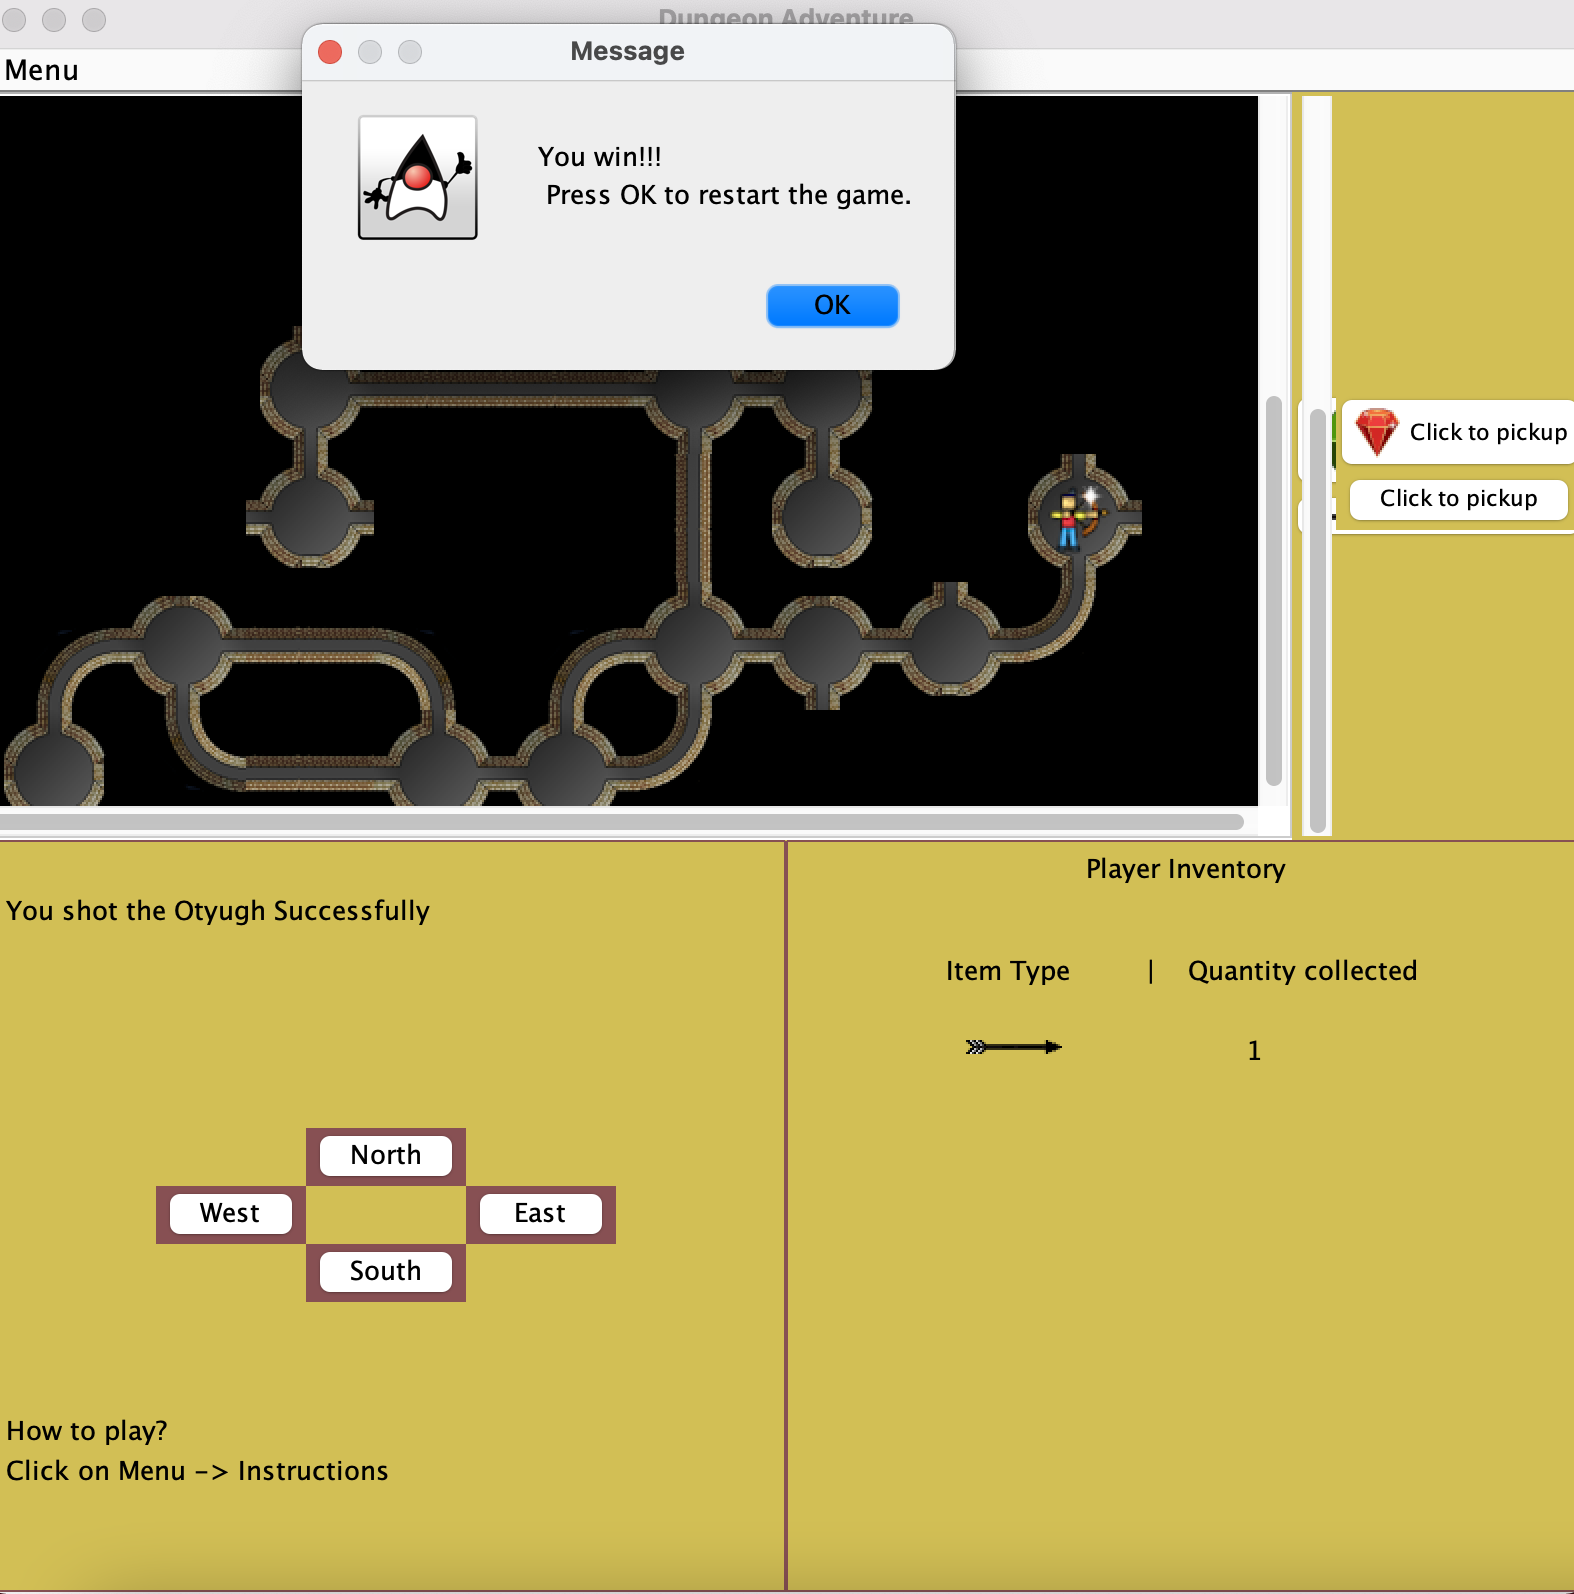 Dungeon Adventure
Message
Menu
You win!!!
Press OK to restart the game.
OK
Click to pickup
Click to pickup
Player Inventory
You shot the Otyugh Successfully
Item Type | Quantity collected
1
North
West East
South
How to play?
Click on Menu -> Instructions